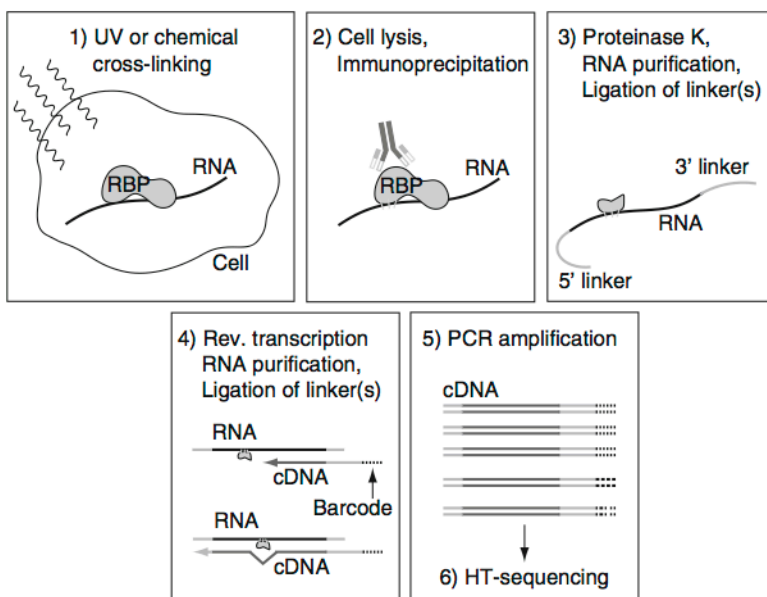 1) UV or chemical
cross-linking
RNA
RBP
Cell
2) Cell lysis,
Immunoprecipitation
RNA
RBP
3) Proteinase K,
RNA purification,
Ligation of linker(s)
3’ linker
RNA
5’ linker
4) Rev. transcription
RNA purification,
Ligation of linker(s)
RNA
cDNA
Barcode
RNA
cDNA
5) PCR amplification
cDNA
6) HT-sequencing